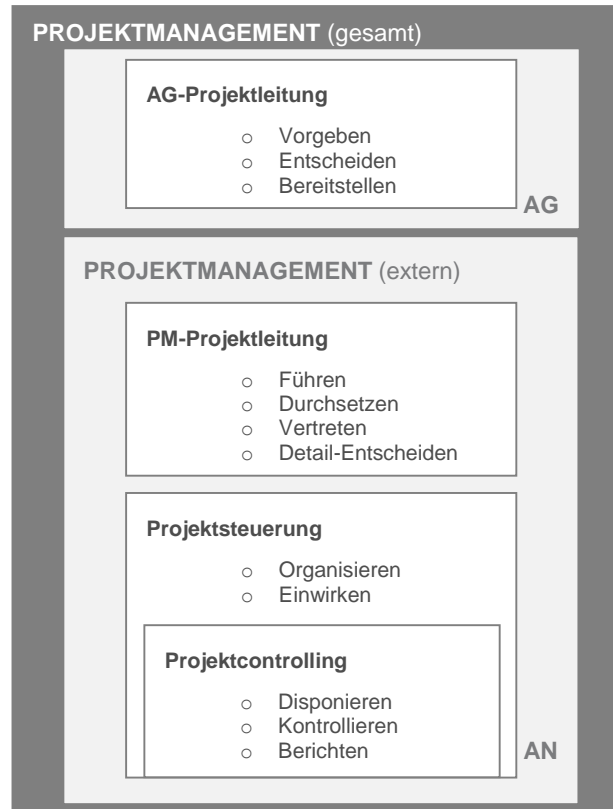 PROJEKTMANAGEMENT (gesamt)
AG-Projektleitung
o Vorgeben
o Entscheiden
o Bereitstellen
AG
PROJEKTMANAGEMENT (extern)
PM-Projektleitung
o Führen
o Durchsetzen
o Vertreten
o Detail-Entscheiden
Projektsteuerung
o Organisieren
o Einwirken
Projektcontrolling
o Disponieren
o Kontrollieren
o Berichten
AN